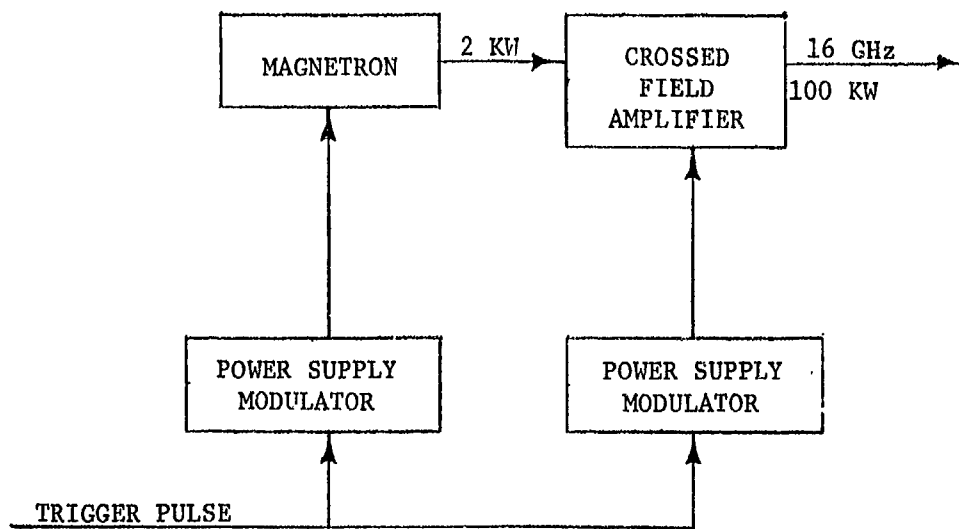 MAGNETRON
2 KW
CROSSED
FIELD
AMPLIFIER
16 GHz
100 KW
POWER SUPPLY
MODULATOR
POWER SUPPLY
MODULATOR
TRIGGER PULSE